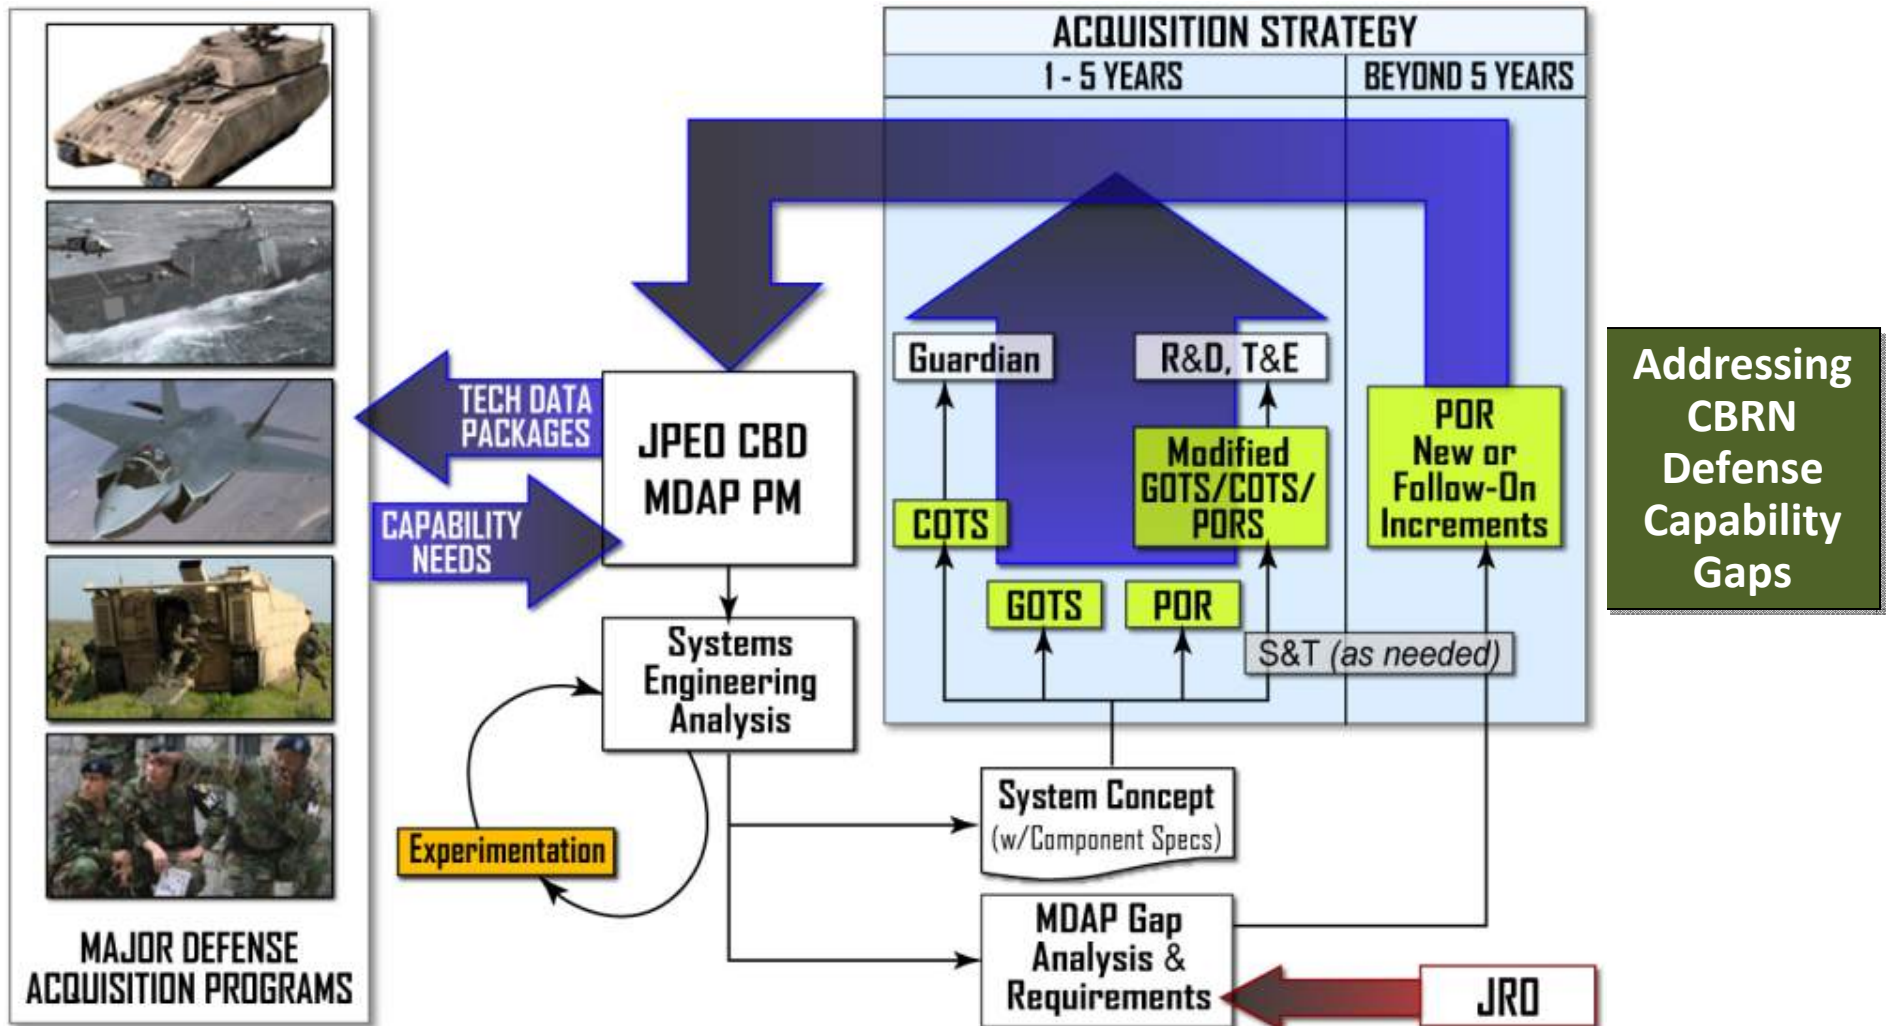 MAJOR DEFENSE
ACQUISITION PROGRAMS
TECH DATA
PACKAGES
CAPABILITY
NEEDS
JPEO CBD
MDAP PM
Systems
Engineering
Analysis
Experimentation
ACQUISITION STRATEGY
1 - 5 YEARS
BEYOND 5 YEARS
Guardian
R&D, T&E
COTS
Modified
GOTS/COTS/
PORS
POR
New or
Follow-On
Increments
GOTS
POR
S&T (as needed)
System Concept
(w/Component Specs)
MDAP Gap
Analysis &
Requirements
JRO
Addressing
CBRN
Defense
Capability
Gaps